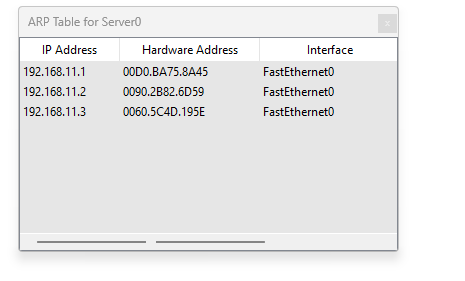 ARP Table for Server0
IP Address Hardware Address Interface
192.168.11.1 00D0.BA75.8A45 FastEthernet0
192.168.11.2 0090.2B82.6D59 FastEthernet0
192.168.11.3 0060.5C4D.195E FastEthernet0